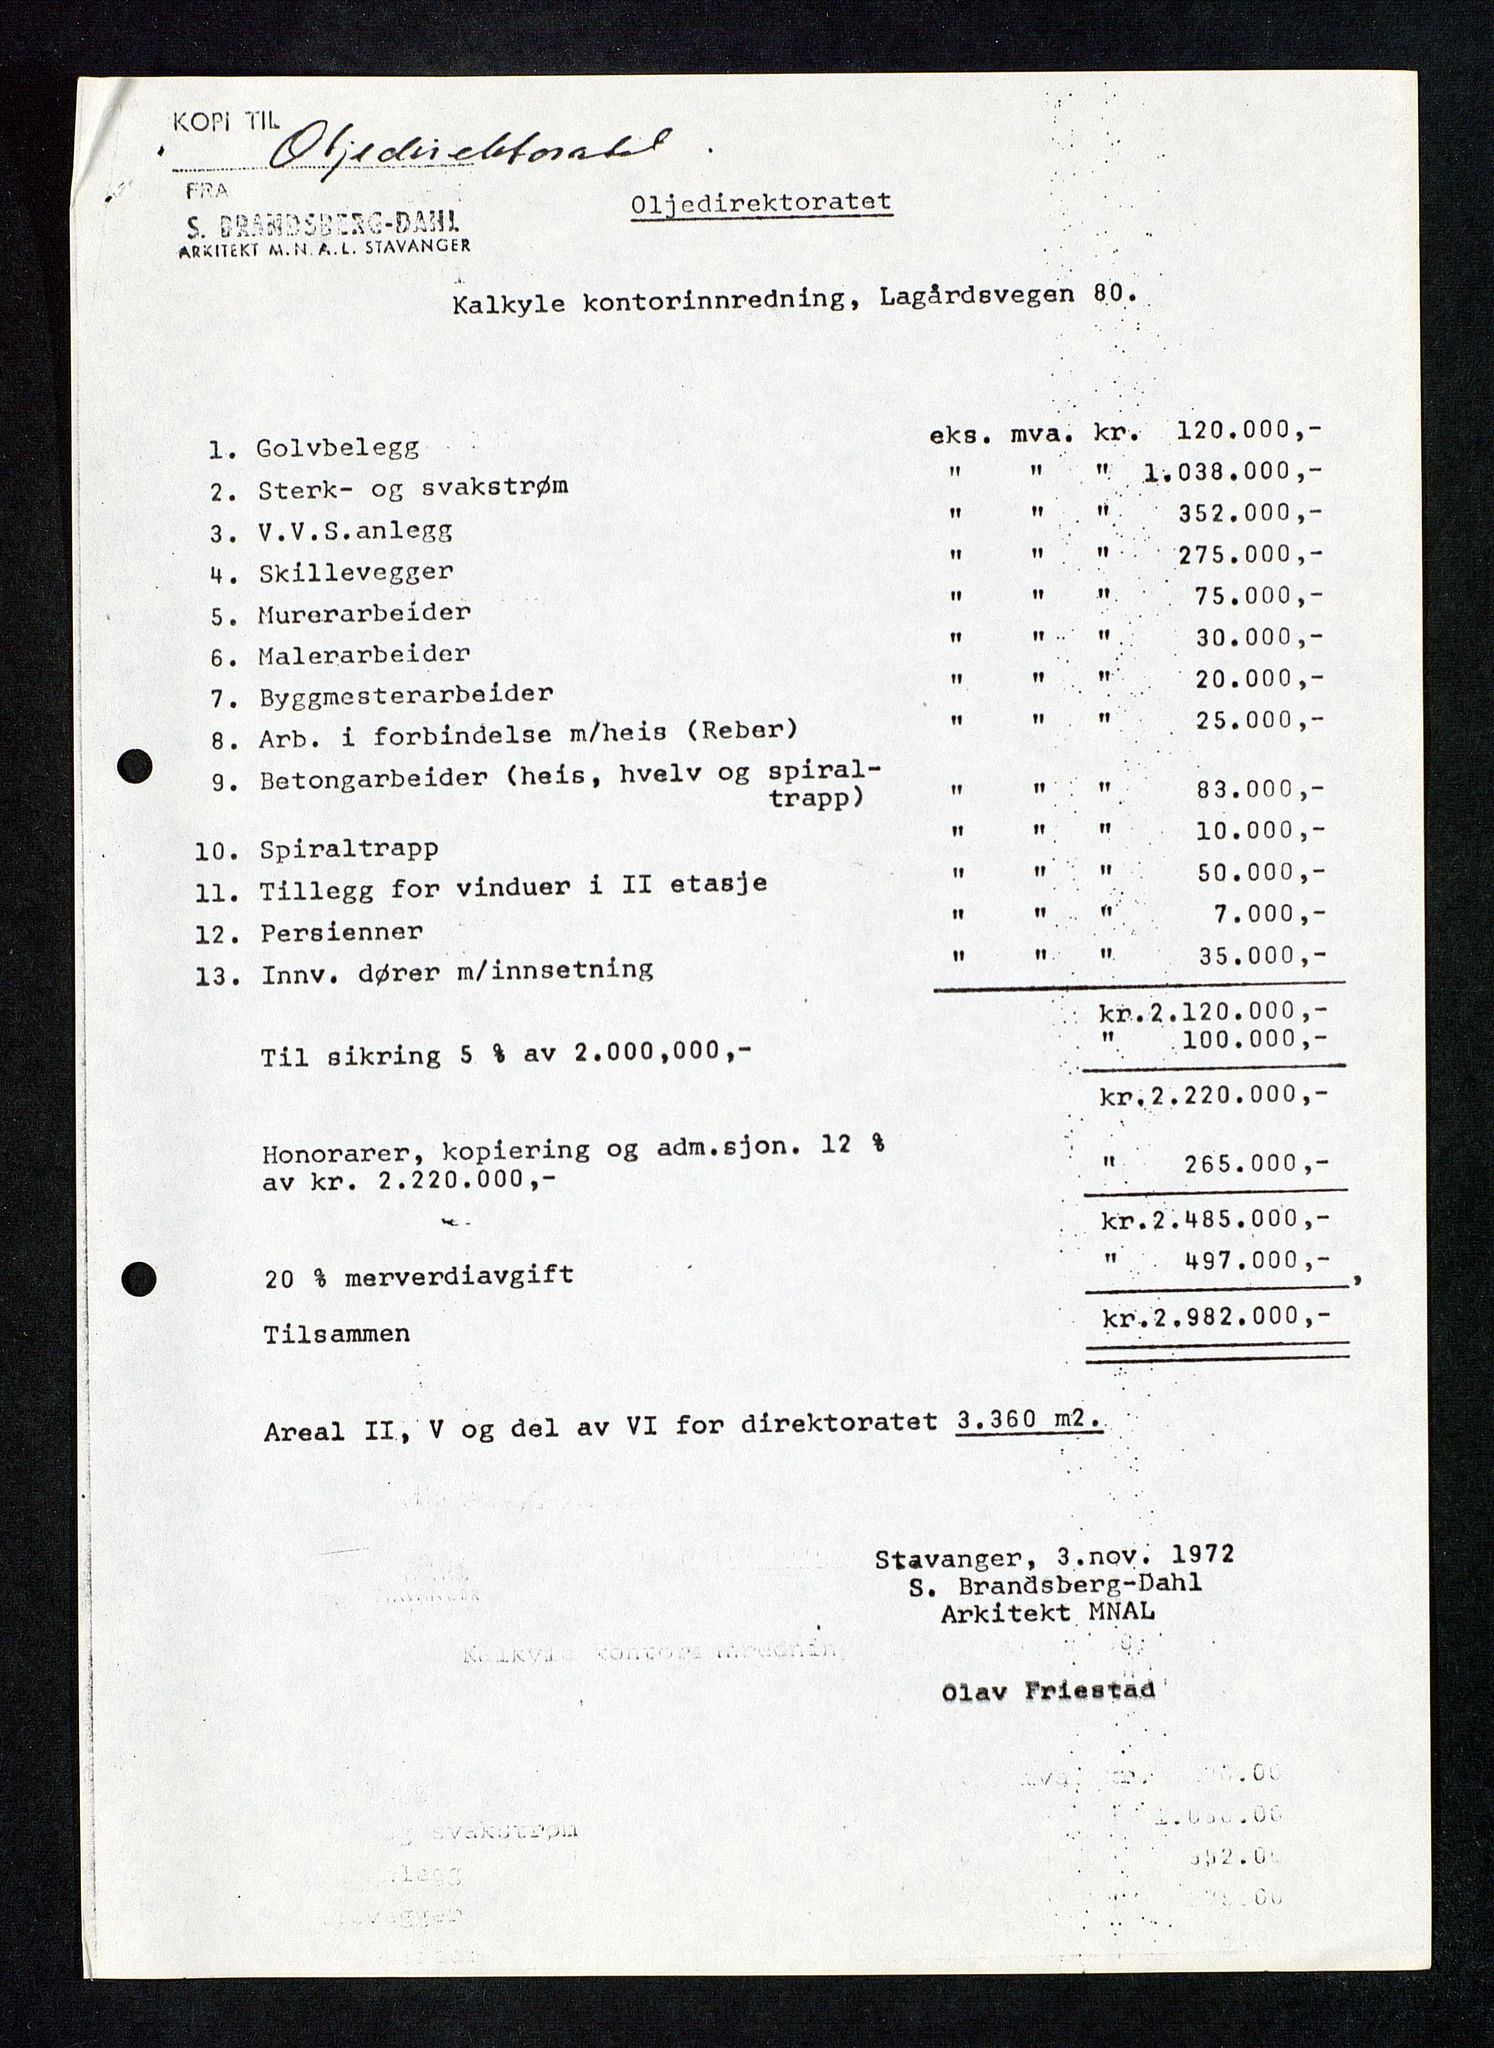 KOPI TIL
Oljedirektoratet
FRA
S. BRANDSBERG-DAHL
ARKITEKT M.N.A.L. STAVANGER
Oljedirektoratet
Kalkyle kontorinnredning, Lagårdsvegen 80.
1. Golvbelegg eks. mva. kr. 120.000,-
2. Sterk- og svakstrøm " " " 1.038.000,-
3. V.V.S.anlegg " " " 352.000,-
4. Skillevegger " " " 275.000,-
5. Murerarbeider " " " 75.000,-
6. Malerarbeider " " " 30.000,-
7. Byggmesterarbeider " " " 20.000,-
8. Arb. i forbindelse m/heis (Reber) " " " 25.000,-
9. Betongarbeider (heis, hvelv og spiral-
trapp) " " " 83.000,-
10. Spiraltrapp " " " 10.000,-
11. Tillegg for vinduer i II etasje " " " 50.000,-
12. Persienner " " " 7.000,-
13. Innv. dører m/innsetning " " " 35.000,-
kr.2.120.000,-
Til sikring 5 % av 2.000,000,- " 100.000,-
kr.2.220.000,-
Honorarer, kopiering og adm.sjon. 12 %
av kr. 2.220.000,- " 265.000,-
kr.2.485.000,-
20 % merverdiavgift " 497.000,-
Tilsammen kr.2.982.000,-
Areal II, V og del av VI for direktoratet 3.360 m2.
Stavanger, 3.nov. 1972
S. Brandsberg-Dahl
Arkitekt MNAL
Olav Friestad
svakstrøm